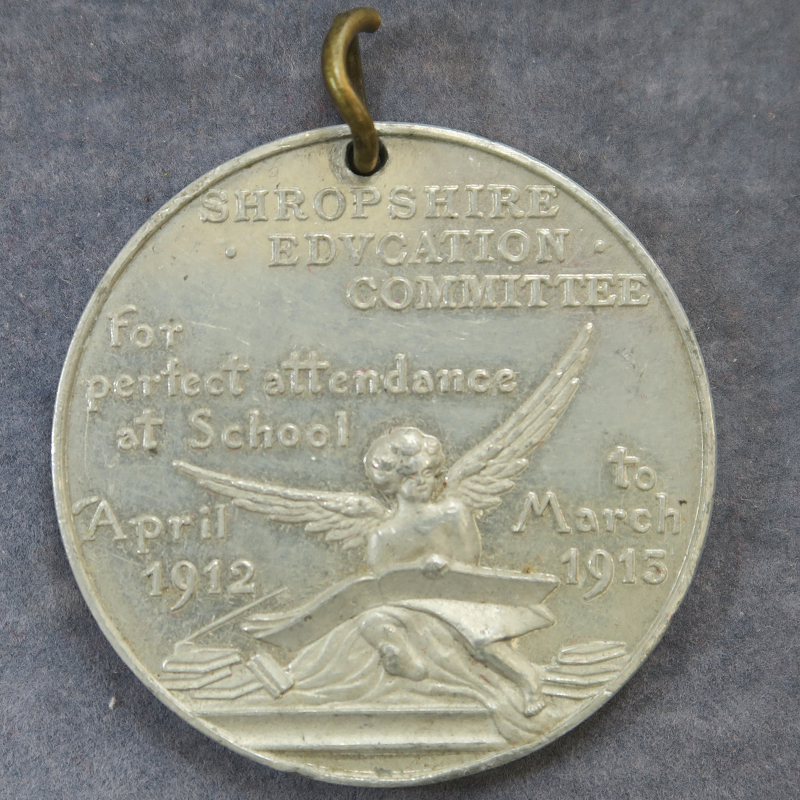 SHROPSHIRE
· EDVCATION ·
COMMITTEE
For
perfect attendance
at School
April
1912
to
March
1913